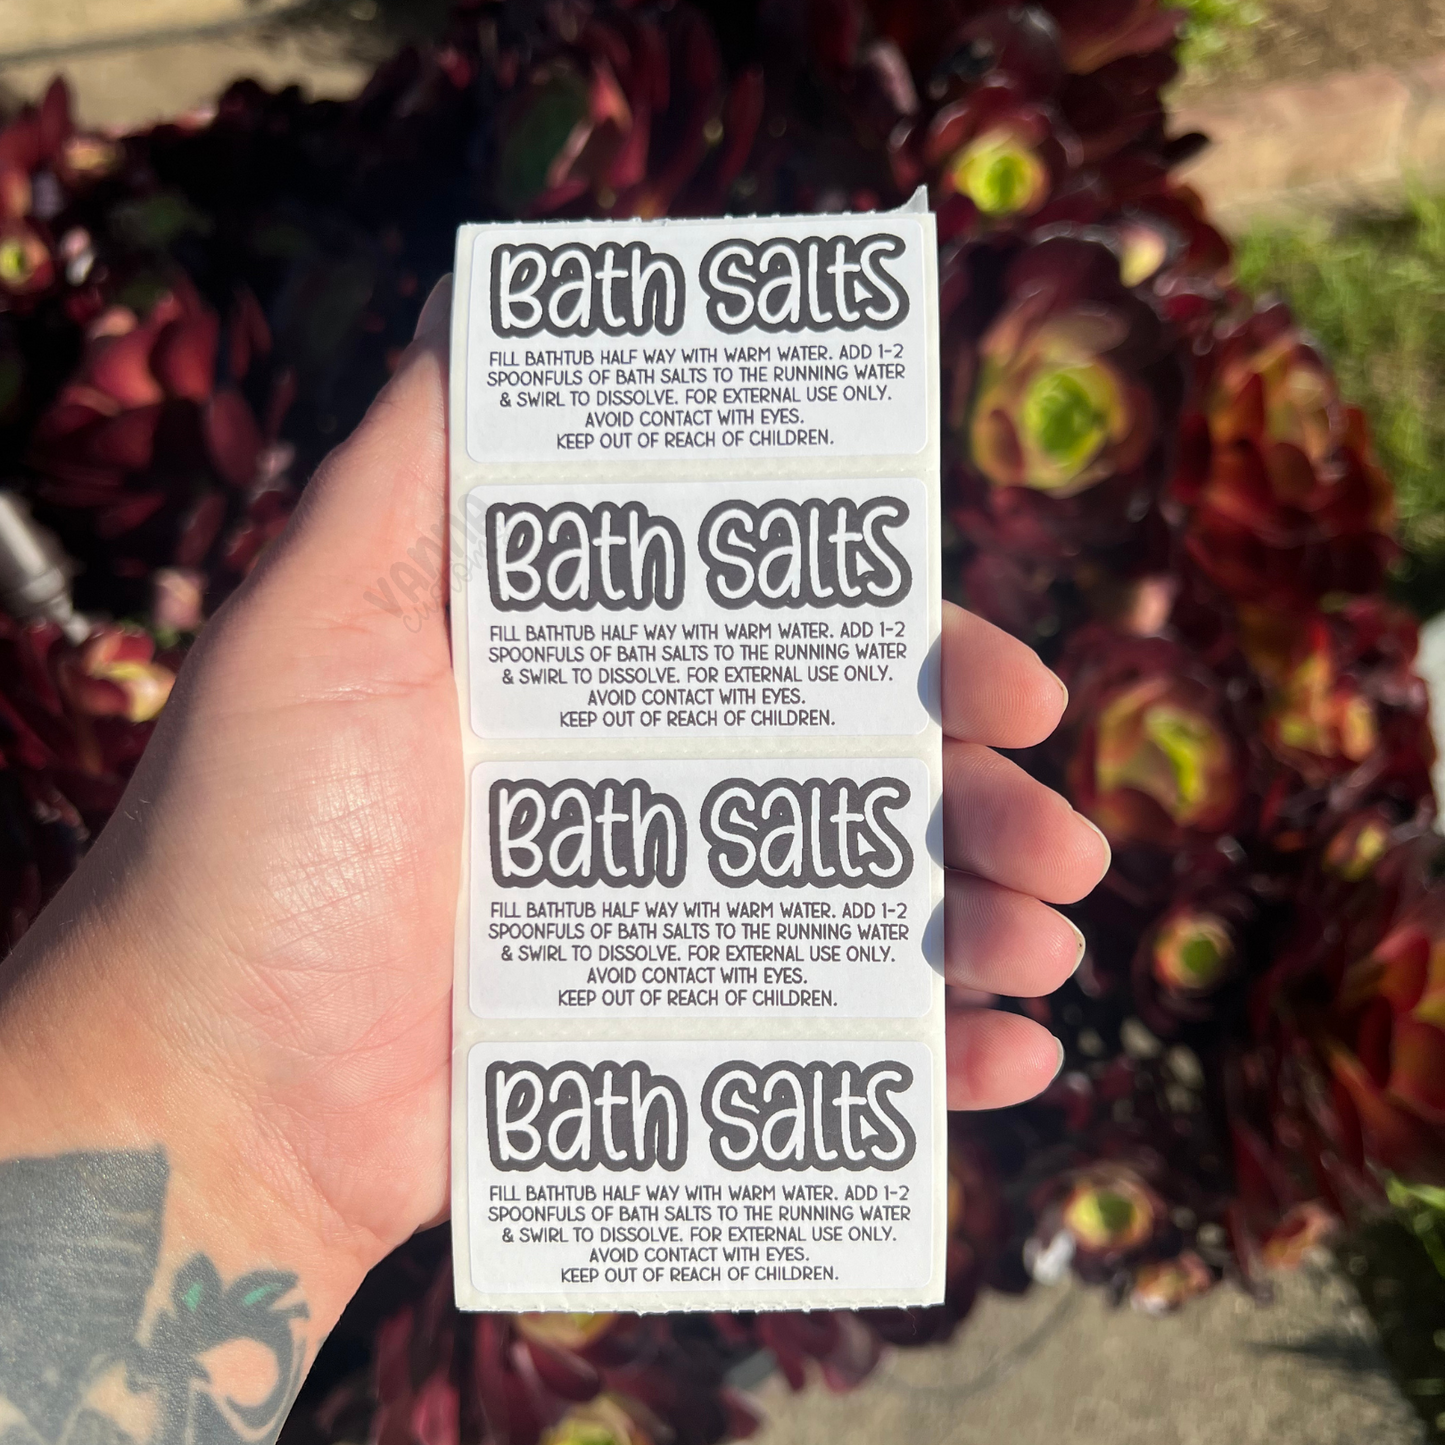 Bath Salts
FILL BATHTUB HALF WAY WITH WARM WATER. ADD 1-2
SPOONFULS OF BATH SALTS TO THE RUNNING WATER
& SWIRL TO DISSOLVE. FOR EXTERNAL USE ONLY.
AVOID CONTACT WITH EYES.
KEEP OUT OF REACH OF CHILDREN.
Bath Salts
FILL BATHTUB HALF WAY WITH WARM WATER. ADD 1-2
SPOONFULS OF BATH SALTS TO THE RUNNING WATER
& SWIRL TO DISSOLVE. FOR EXTERNAL USE ONLY.
AVOID CONTACT WITH EYES.
KEEP OUT OF REACH OF CHILDREN.
Bath Salts
FILL BATHTUB HALF WAY WITH WARM WATER. ADD 1-2
SPOONFULS OF BATH SALTS TO THE RUNNING WATER
& SWIRL TO DISSOLVE. FOR EXTERNAL USE ONLY.
AVOID CONTACT WITH EYES.
KEEP OUT OF REACH OF CHILDREN.
Bath Salts
FILL BATHTUB HALF WAY WITH WARM WATER. ADD 1-2
SPOONFULS OF BATH SALTS TO THE RUNNING WATER
& SWIRL TO DISSOLVE. FOR EXTERNAL USE ONLY.
AVOID CONTACT WITH EYES.
KEEP OUT OF REACH OF CHILDREN.